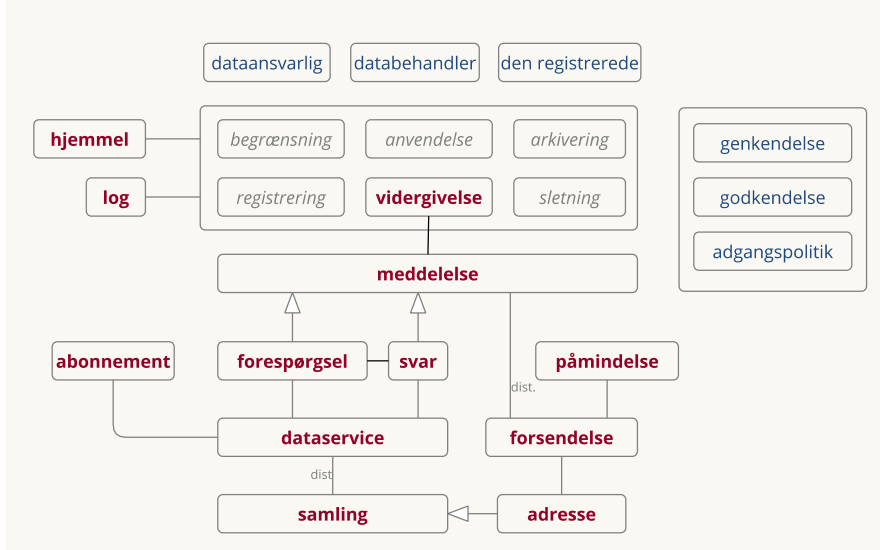 dataansvarlig
databehandler
den registrerede
hjemmel
begrænsning
anvendelse
arkivering
genkendelse
log
registrering
vidergivelse
sletning
godkendelse
adgangspolitik
meddelelse
abonnement
forespørgsel
svar
påmindelse
dist.
dataservice
forsendelse
dist
samling
adresse